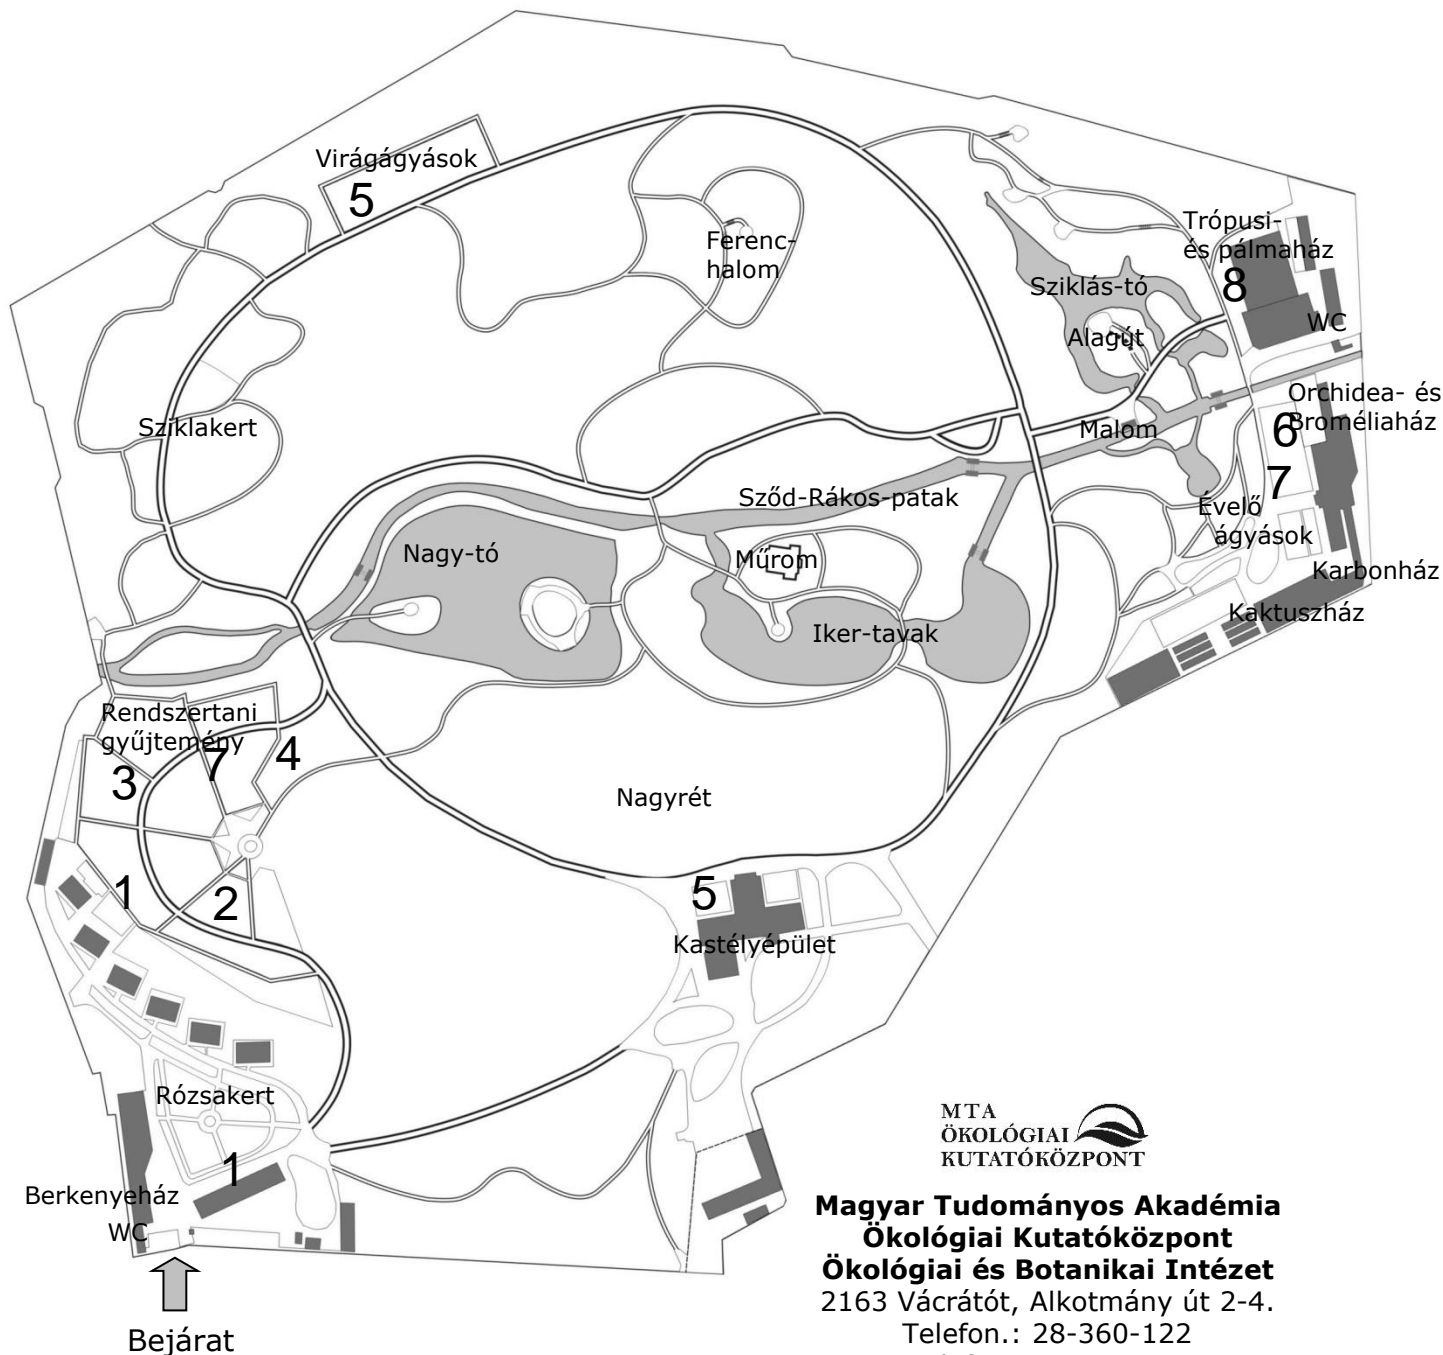 Virágágyások
5
Ferenc-
halom
Trópusi-
és pálmaház
8
Sziklás-tó
Alagút
WC
Orchidea- és
Broméliaház
6
7
Malom
Sziklakert
Sződ-Rákos-patak
Évelő
ágyások
Nagy-tó
Műrom
Karbonház
Kaktuszház
Iker-tavak
Rendszertani
gyűjtemény
3
7
4
Nagyrét
1
2
5
Kastélyépület
Rózsakert
1
Berkenyeház
WC
Bejárat
MTA
ÖKOLÓGIAI
KUTATÓKÖZPONT
Magyar Tudományos Akadémia
Ökológiai Kutatóközpont
Ökológiai és Botanikai Intézet
2163 Vácrátót, Alkotmány út 2-4.
Telefon.: 28-360-122